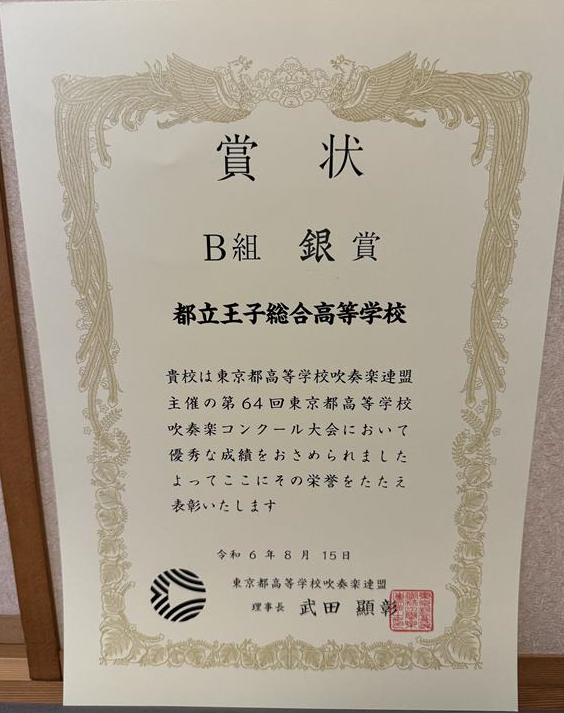 賞 状
B組 銀賞
都立王子総合高等学校
貴校は東京都高等学校吹奏楽連盟
主催の第64回東京都高等学校
吹奏楽コンクール大会において
優秀な成績をおさめられました
よってここにその栄誉をたたえ
表彰いたします
令和6年8月15日
東京都高等学校吹奏楽連盟
理事長 武田 顯彰